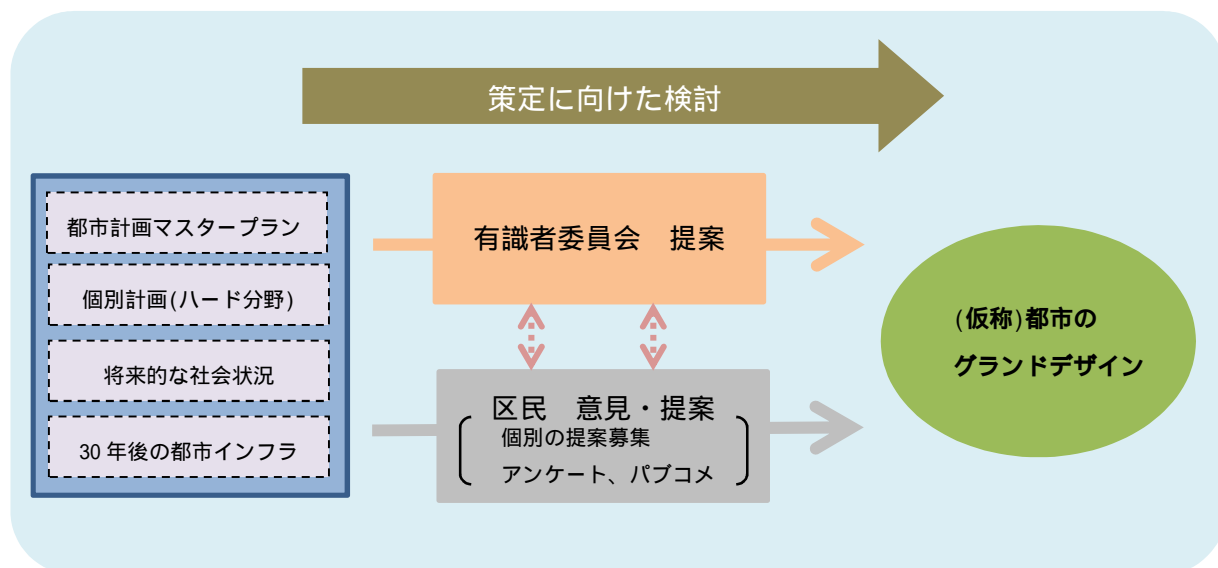 策定に向けた検討
都市計画マスタープラン
個別計画(ハード分野)
将来的な社会状況
30年後の都市インフラ
有識者委員会　提案
区民　意見・提案
個別の提案募集
アンケート、パブコメ
(仮称)都市の
グランドデザイン